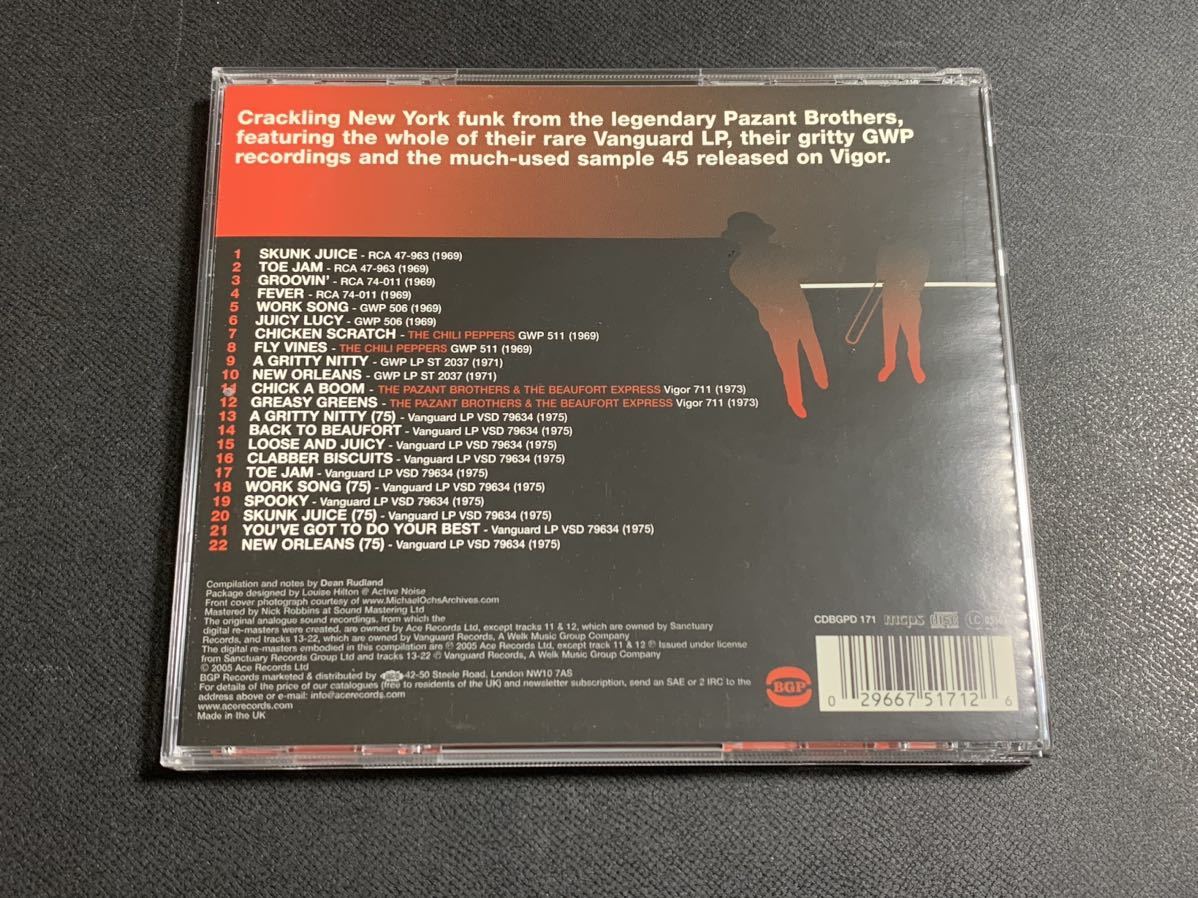 Crackling New York funk from the legendary Pazant Brothers,
featuring the whole of their rare Vanguard LP, their gritty GWP
recordings and the much-used sample 45 released on Vigor.
1 SKUNK JUICE - RCA 47-963 (1969)
2 TOE JAM - RCA 47-963 (1969)
3 GROOVIN' - RCA 74-011 (1969)
4 FEVER - RCA 74-011 (1969)
5 WORK SONG - GWP 506 (1969)
6 JUICY LUCY - GWP 506 (1969)
7 CHICKEN SCRATCH - THE CHILI PEPPERS GWP 511 (1969)
8 FLY VINES - THE CHILI PEPPERS GWP 511 (1969)
9 A GRITTY NITTY - GWP LP ST 2037 (1971)
10 NEW ORLEANS - GWP LP ST 2037 (1971)
11 CHICK A BOOM - THE PAZANT BROTHERS & THE BEAUFORT EXPRESS Vigor 711 (1973)
12 GREASY GREENS - THE PAZANT BROTHERS & THE BEAUFORT EXPRESS Vigor 711 (1973)
13 A GRITTY NITTY (75) - Vanguard LP VSD 79634 (1975)
14 BACK TO BEAUFORT - Vanguard LP VSD 79634 (1975)
15 LOOSE AND JUICY - Vanguard LP VSD 79634 (1975)
16 CLABBER BISCUITS - Vanguard LP VSD 79634 (1975)
17 TOE JAM - Vanguard LP VSD 79634 (1975)
18 WORK SONG (75) - Vanguard LP VSD 79634 (1975)
19 SPOOKY - Vanguard LP VSD 79634 (1975)
20 SKUNK JUICE (75) - Vanguard LP VSD 79634 (1975)
21 YOU'VE GOT TO DO YOUR BEST - Vanguard LP VSD 79634 (1975)
22 NEW ORLEANS (75) - Vanguard LP VSD 79634 (1975)
Compilation and notes by Dean Rudland
Package designed by Louise Hilton @ Active Noise
Front cover photograph courtesy of www.MichaelOchsArchives.com
Mastered by Nick Robbins at Sound Mastering Ltd
The original analogue sound recordings, from which the
digital re-masters were created, are owned by Ace Records Ltd, except tracks 11 & 12, which are owned by Sanctuary
Records, and tracks 13-22, which are owned by Vanguard Records, A Welk Music Group Company
The digital re-masters embodied in this compilation are ℗ 2005 Ace Records Ltd, except track 11 & 12 ℗ Issued under license
from Sanctuary Records Group Ltd and tracks 13-22 ℗ Vanguard Records, A Welk Music Group Company
© 2005 Ace Records Ltd
BGP Records marketed & distributed by ace 42-50 Steele Road, London NW10 7AS
For details of the price of our catalogues (free to residents of the UK) and newsletter subscription, send an SAE or 2 IRC to the
address above or e-mail: info@acerecords.com
www.acerecords.com
Made in the UK
CDBGPD 171 mcps disc LC
BGP
0 29667 51712 6